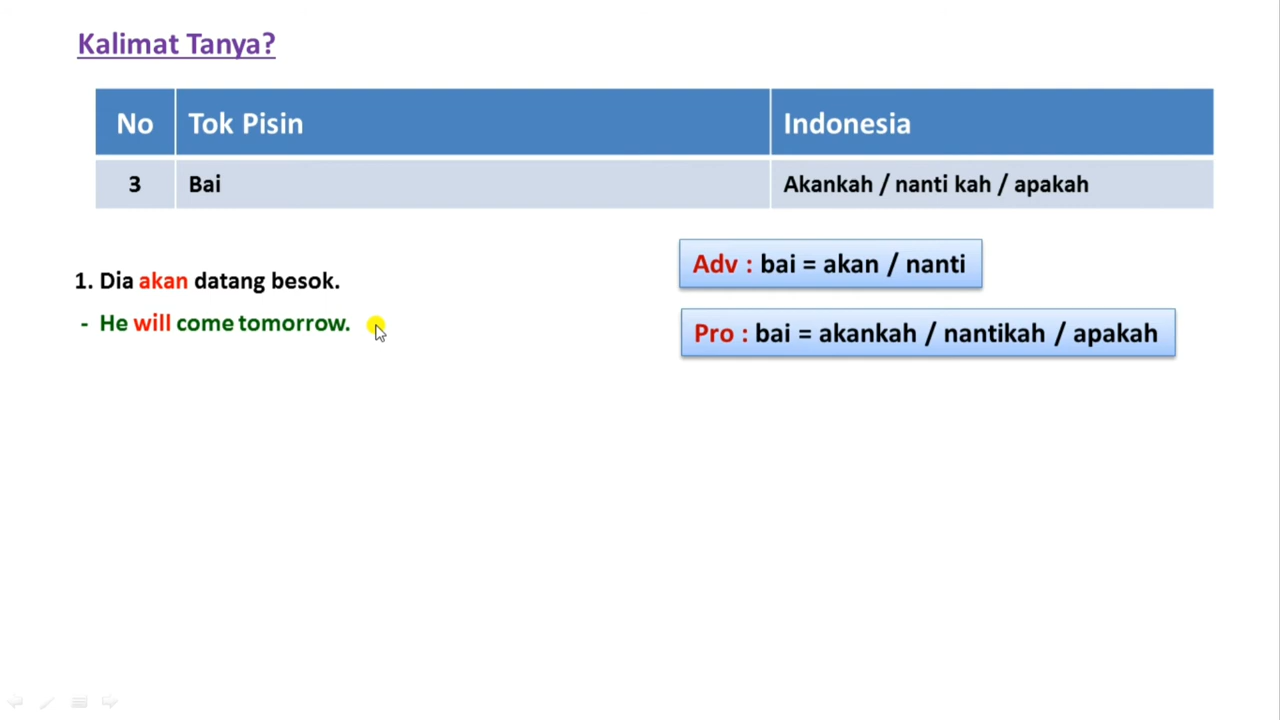 Kalimat Tanya?
No Tok Pisin Indonesia
3 Bai Akankah / nanti kah / apakah
Adv : bai = akan / nanti
1. Dia akan datang besok.
- He will come tomorrow.
Pro : bai = akankah / nantikah / apakah